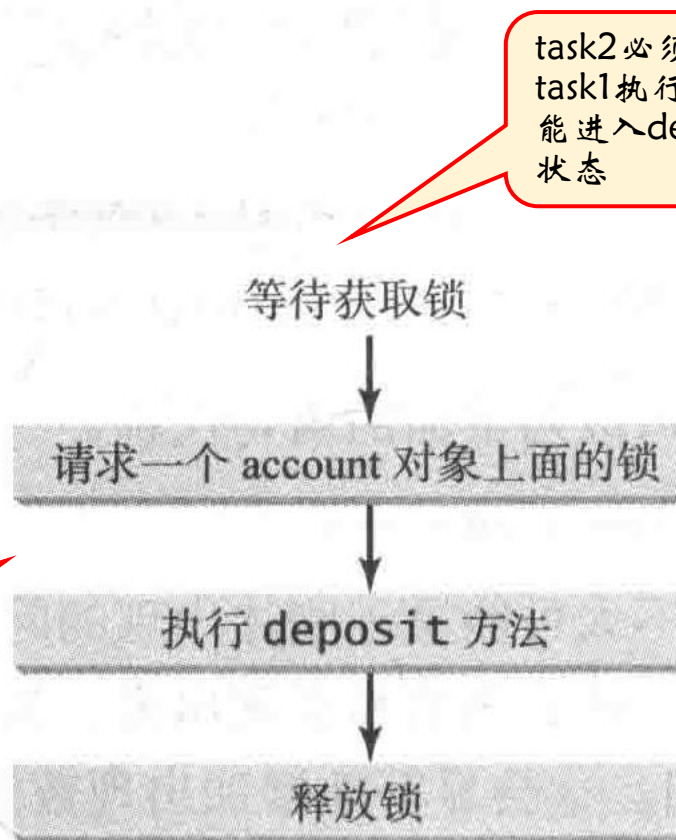 task2必须
task1执行
能进入de
状态
等待获取锁
请求一个 account 对象上面的锁
执行 deposit 方法
释放锁